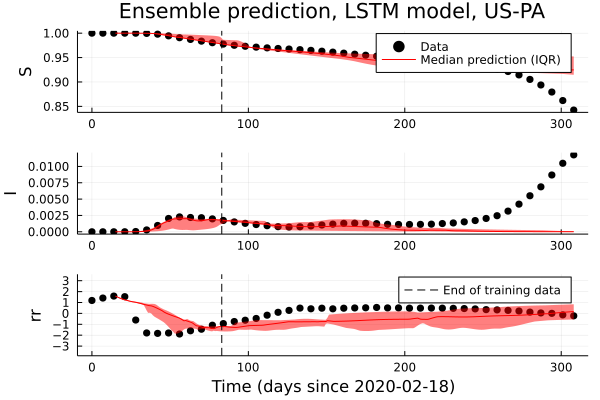 Ensemble prediction, LSTM model, US-PA
S
1.00
0.95
0.90
0.85
Data
Median prediction (IQR)
0 100 200 300
I
0.0100
0.0075
0.0050
0.0025
0.0000
0 100 200 300
rr
3
2
1
0
−1
−2
−3
End of training data
0 100 200 300
Time (days since 2020-02-18)